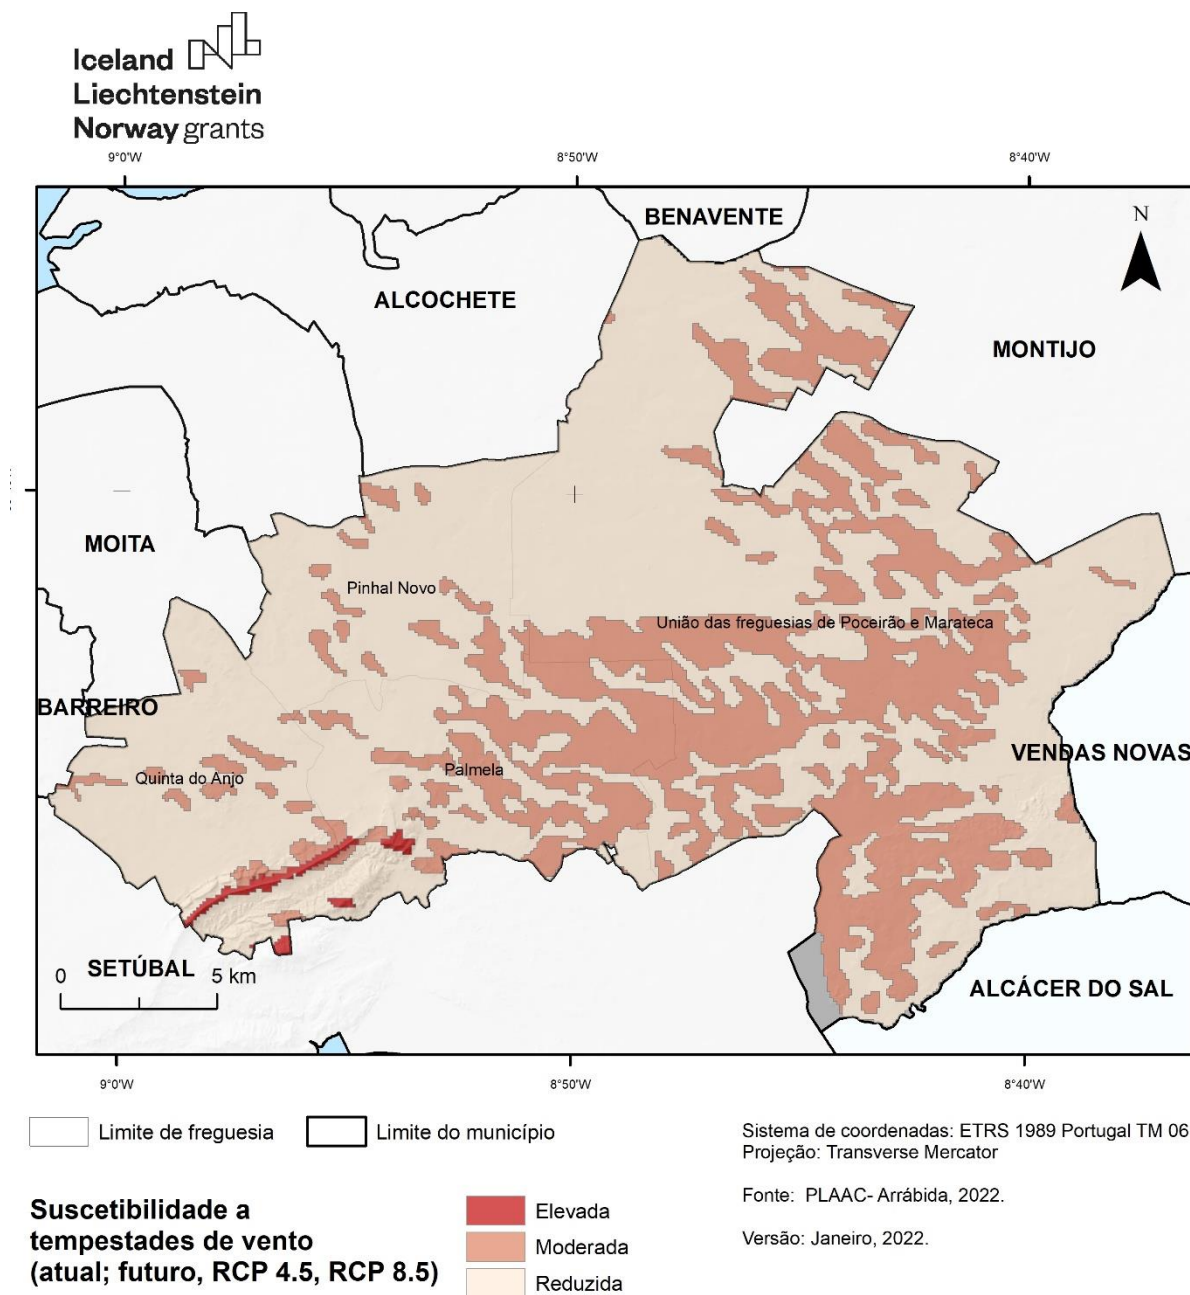 Iceland
Liechtenstein
Norway grants
9°0'W
8°50'W
8°40'W
BENAVENTE
N
ALCOCHETE
MONTIJO
MOITA
Pinhal Novo
União das freguesias de Poceirão e Marateca
BARREIRO
VENDAS NOVAS
Palmela
Quinta do Anjo
SETÚBAL
0
5 km
ALCÁCER DO SAL
9°0'W
8°50'W
8°40'W
Limite de freguesia
Limite do município
Sistema de coordenadas: ETRS 1989 Portugal TM 06
Projeção: Transverse Mercator
Fonte: PLAAC- Arrábida, 2022.
Versão: Janeiro, 2022.
Suscetibilidade a
tempestades de vento
(atual; futuro, RCP 4.5, RCP 8.5)
Elevada
Moderada
Reduzida